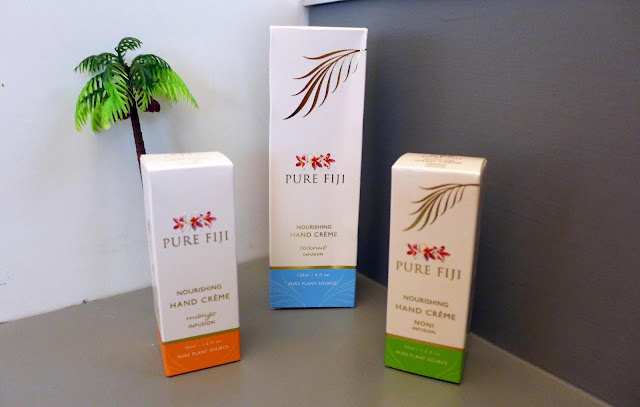 PURE FIJI
NOURISHING
HAND CRÈME
mango
INFUSION
PURE PLANT SOURCE
PURE FIJI
NOURISHING
HAND CRÈME
coconut
INFUSION
PURE PLANT SOURCE
PURE FIJI
NOURISHING
HAND CRÈME
NONI
INFUSION
PURE PLANT SOURCE